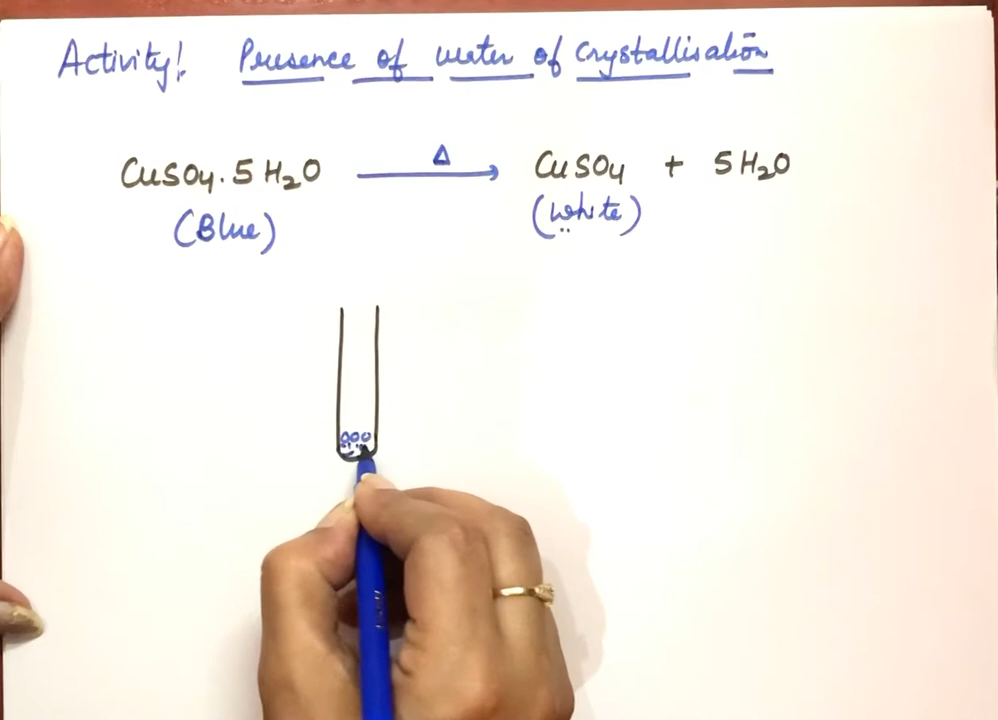 Activity! Presence of water of Crystallisation
CuSO4.5H2O →Δ CuSO4 + 5H2O
(Blue) (White)